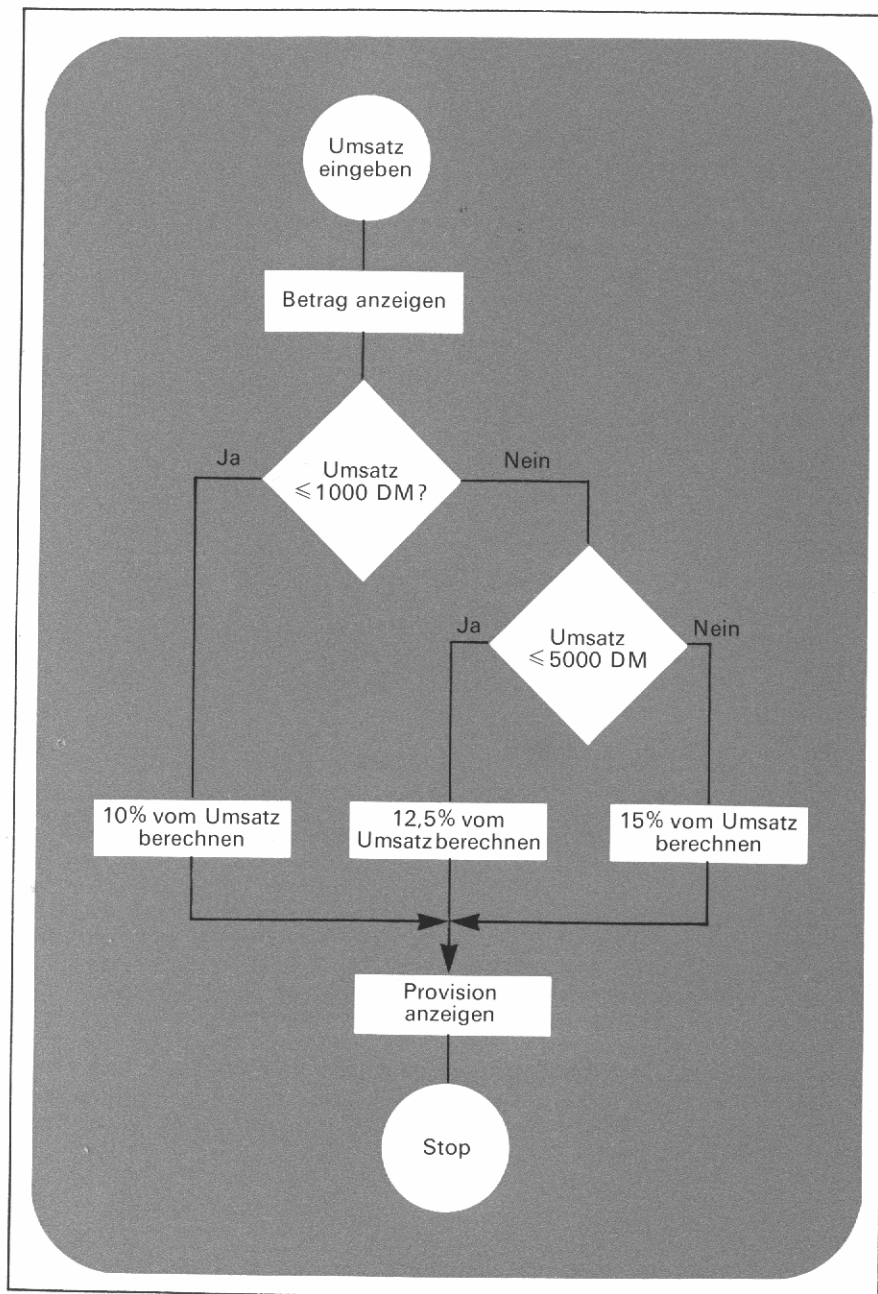 Umsatz
eingeben
Betrag anzeigen
Ja
Umsatz
≤ 1000 DM?
Nein
Ja
Umsatz
≤ 5000 DM
Nein
10% vom Umsatz
berechnen
12,5% vom
Umsatz berechnen
15% vom Umsatz
berechnen
Provision
anzeigen
Stop